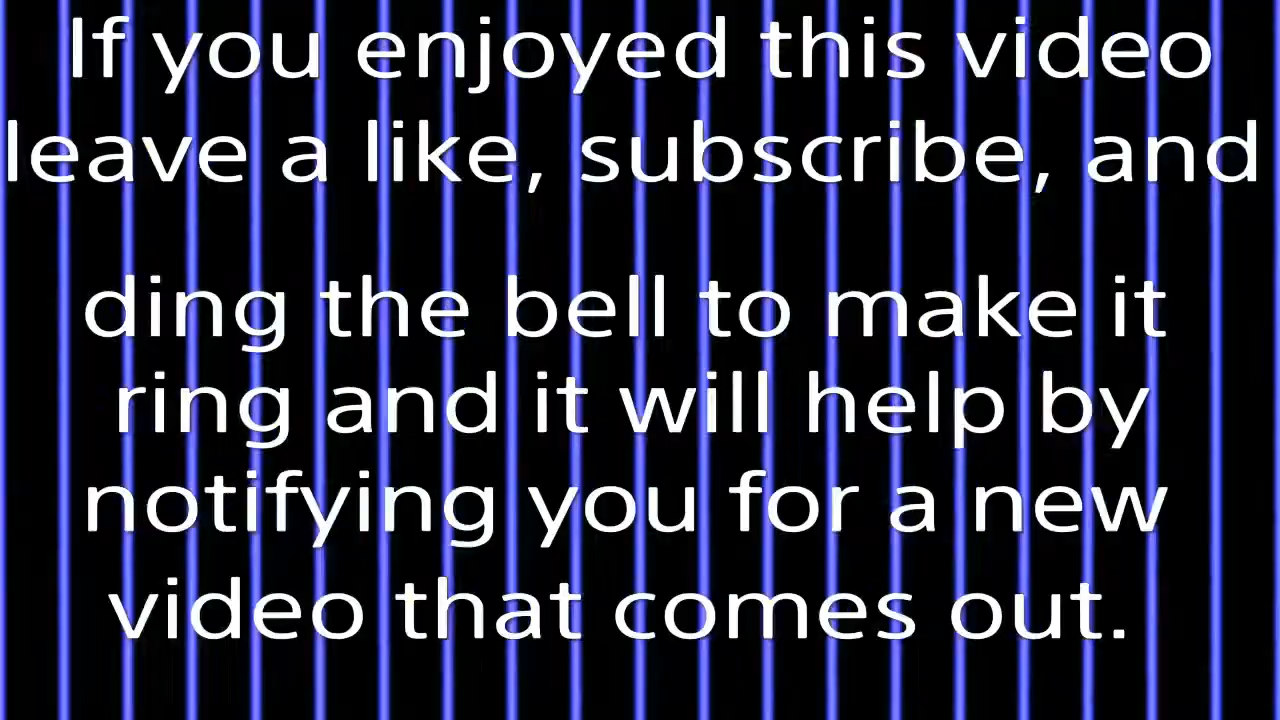 If you enjoyed this video
leave a like, subscribe, and
ding the bell to make it
ring and it will help by
notifying you for a new
video that comes out.